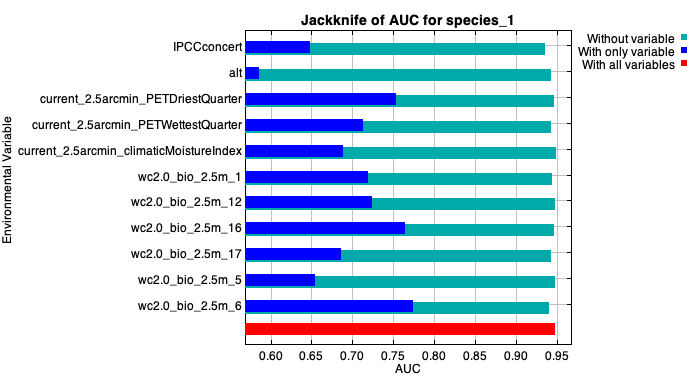 Jackknife of AUC for species_1
Without variable
With only variable
With all variables
Environmental Variable
IPCCconcert
alt
current_2.5arcmin_PETDriestQuarter
current_2.5arcmin_PETWettestQuarter
current_2.5arcmin_climaticMoistureIndex
wc2.0_bio_2.5m_1
wc2.0_bio_2.5m_12
wc2.0_bio_2.5m_16
wc2.0_bio_2.5m_17
wc2.0_bio_2.5m_5
wc2.0_bio_2.5m_6
0.60 0.65 0.70 0.75 0.80 0.85 0.90 0.95
AUC